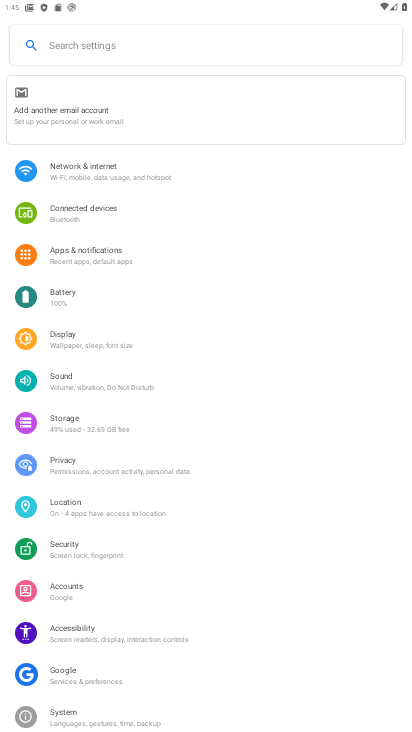 1:45
Search settings
Add another email account
Set up your personal or work email
Network & internet
Wi-Fi, mobile, data usage, and hotspot
Connected devices
Bluetooth
Apps & notifications
Recent apps, default apps
Battery
100%
Display
Wallpaper, sleep, font size
Sound
Volume, vibration, Do Not Disturb
Storage
49% used - 32.69 GB free
Privacy
Permissions, account activity, personal data
Location
On - 4 apps have access to location
Security
Screen lock, fingerprint
Accounts
Google
Accessibility
Screen readers, display, interaction controls
Google
Services & preferences
System
Languages, gestures, time, backup